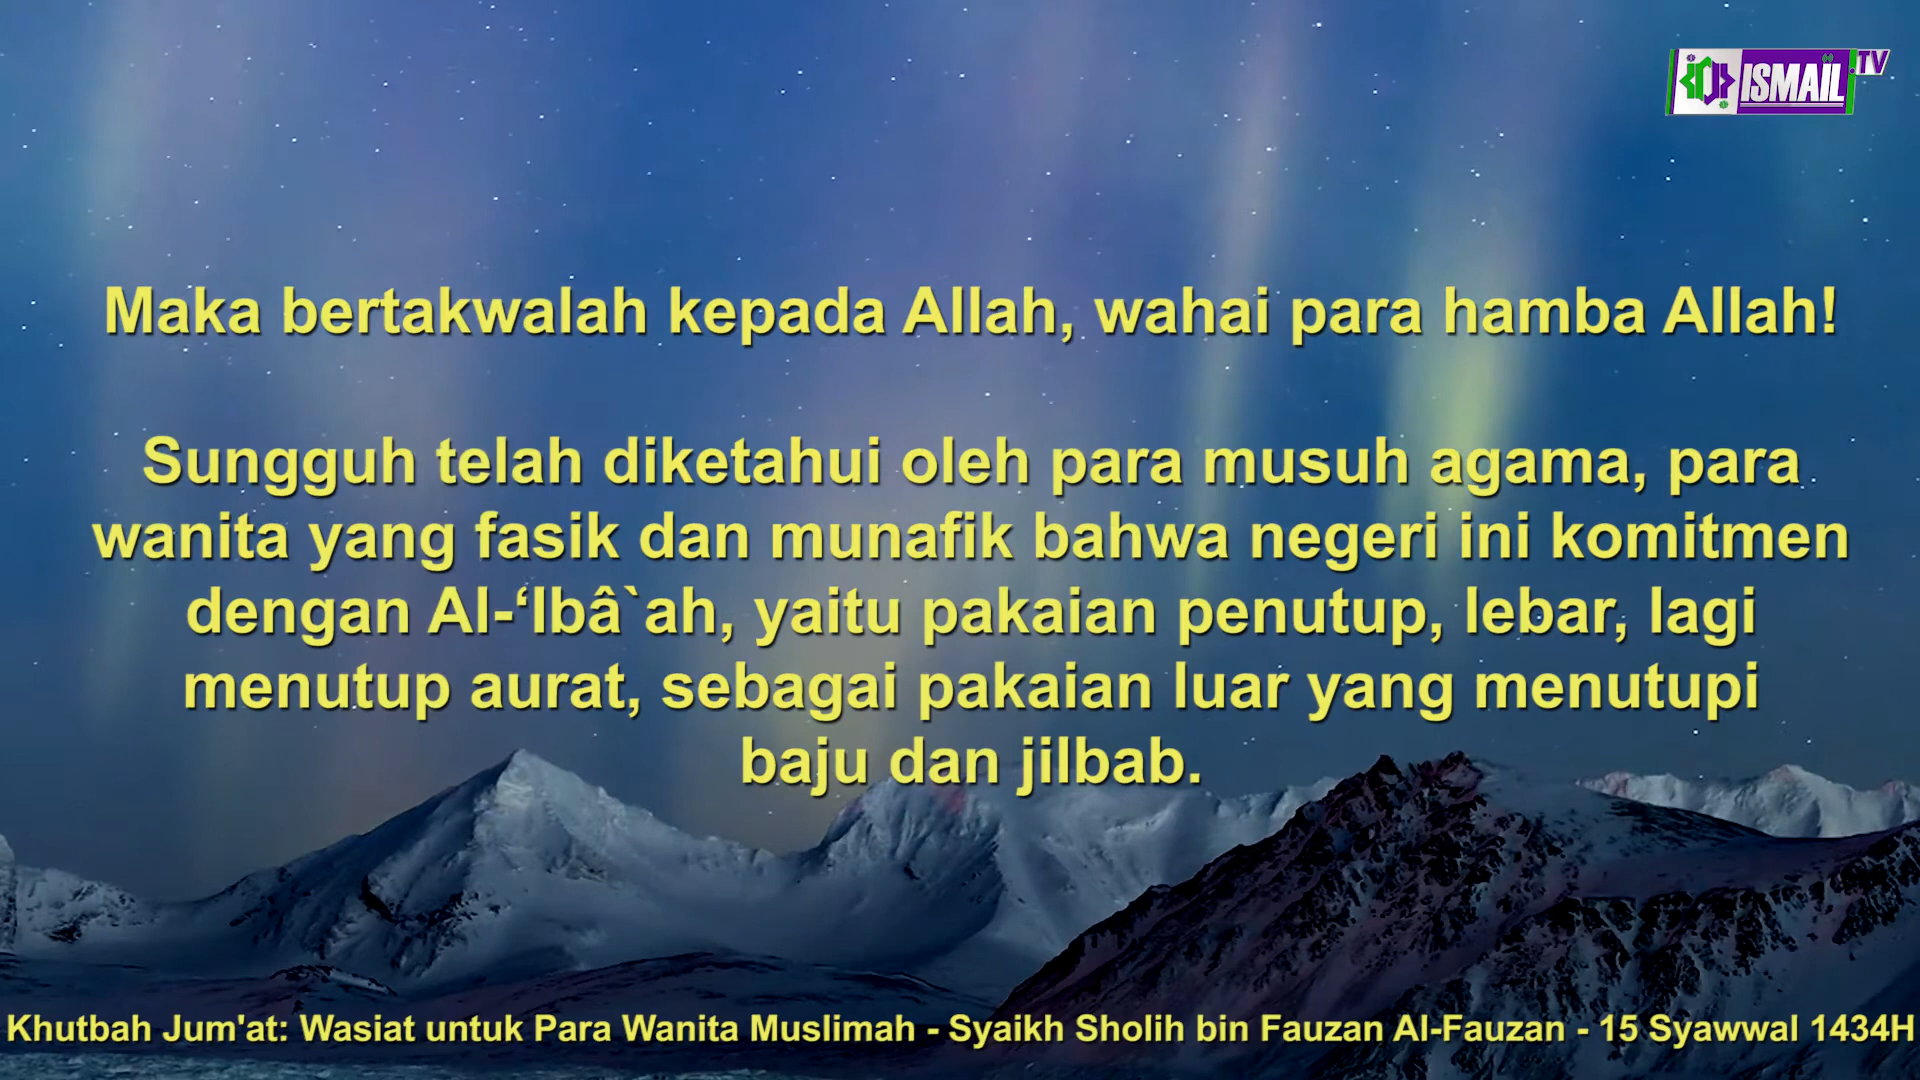 ISMAIL.TV
Maka bertakwalah kepada Allah, wahai para hamba Allah!
Sungguh telah diketahui oleh para musuh agama, para
wanita yang fasik dan munafik bahwa negeri ini komitmen
dengan Al-‘Ibâ`ah, yaitu pakaian penutup, lebar, lagi
menutup aurat, sebagai pakaian luar yang menutupi
baju dan jilbab.
Khutbah Jum'at: Wasiat untuk Para Wanita Muslimah - Syaikh Sholih bin Fauzan Al-Fauzan - 15 Syawwal 1434H